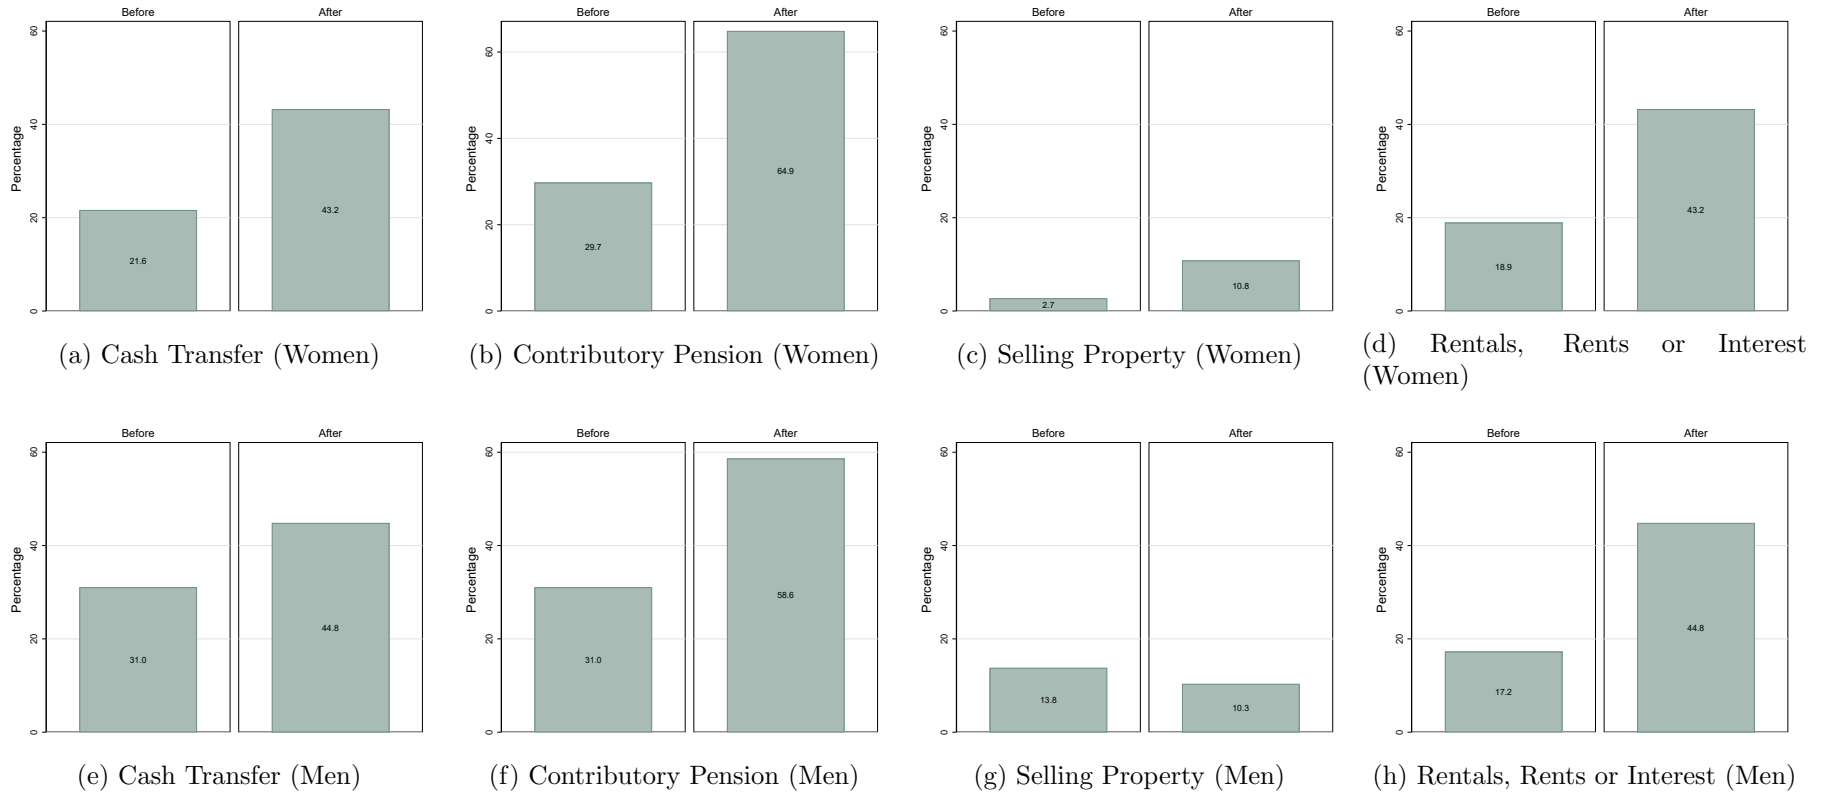 Before After
Percentage
0 20 40 60
21.6
43.2
(a) Cash Transfer (Women)
Before After
Percentage
0 20 40 60
29.7
64.9
(b) Contributory Pension (Women)
Before After
Percentage
0 20 40 60
2.7
10.8
(c) Selling Property (Women)
Before After
Percentage
0 20 40 60
18.9
43.2
(d) Rentals, Rents or Interest
(Women)
Before After
Percentage
0 20 40 60
31.0
44.8
(e) Cash Transfer (Men)
Before After
Percentage
0 20 40 60
31.0
58.6
(f) Contributory Pension (Men)
Before After
Percentage
0 20 40 60
13.8
10.3
(g) Selling Property (Men)
Before After
Percentage
0 20 40 60
17.2
44.8
(h) Rentals, Rents or Interest (Men)